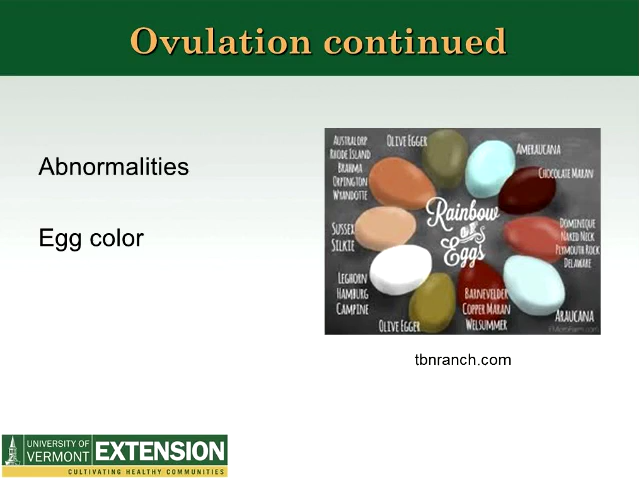 Ovulation continued
Abnormalities
Egg color
AUSTRALORP
RHODE ISLAND
BRAHMA
ORPINGTON
WYANDOTTE
OLIVE EGGER
AMERAUCANA
CHOCOLATE MARAN
SUSSEX
SILKIE
Rainbow
of
Eggs
DOMINIQUE
NAKED NECK
PLYMOUTH ROCK
DELAWARE
LEGHORN
HAMBURG
CAMPINE
OLIVE EGGER
BARNEVELDER
COPPER MARAN
WELSUMMER
ARAUCANA
tbnranch.com
UNIVERSITY OF
VERMONT
EXTENSION
CULTIVATING HEALTHY COMMUNITIES